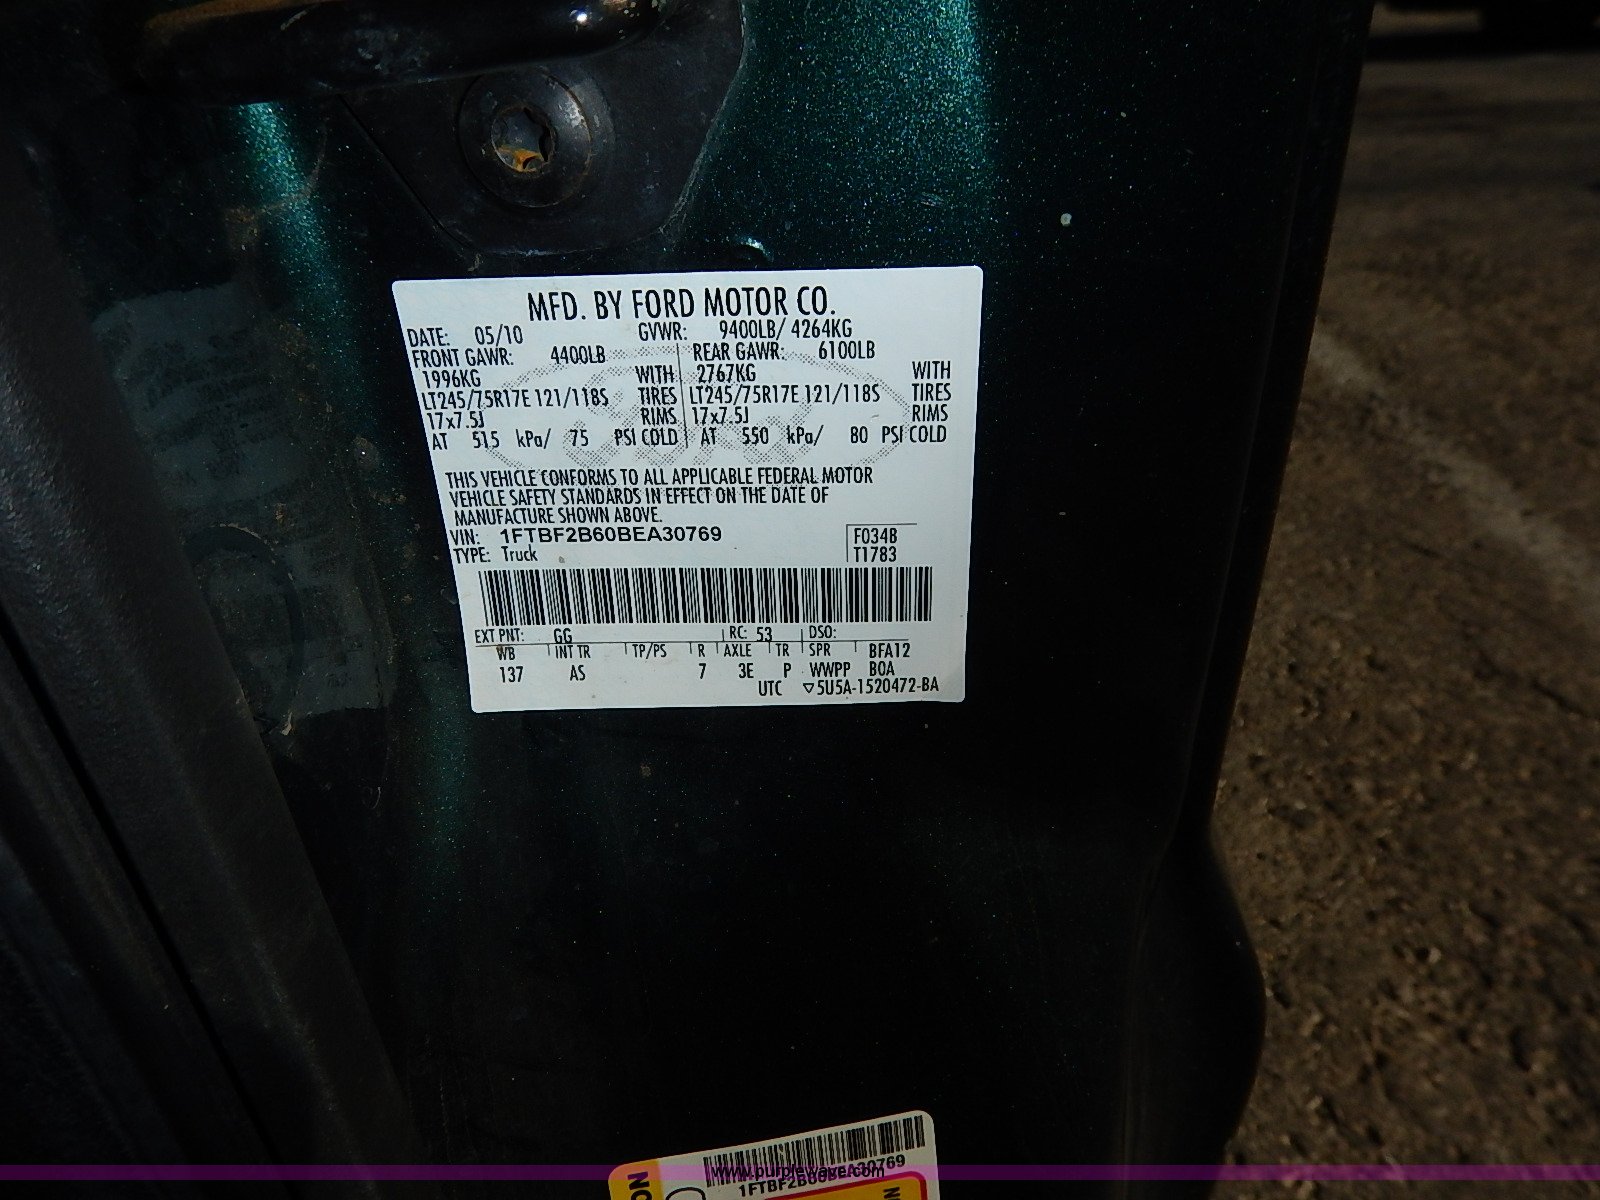 MFD. BY FORD MOTOR CO.
DATE: 05/10 GVWR: 9400LB/ 4264KG
FRONT GAWR: 4400LB REAR GAWR: 6100LB
1996KG WITH 2767KG WITH
LT245/75R17E 121/118S TIRES LT245/75R17E 121/118S TIRES
17x7.5J RIMS 17x7.5J RIMS
AT 515 kPa/ 75 PSI COLD AT 550 kPa/ 80 PSI COLD
THIS VEHICLE CONFORMS TO ALL APPLICABLE FEDERAL MOTOR
VEHICLE SAFETY STANDARDS IN EFFECT ON THE DATE OF
MANUFACTURE SHOWN ABOVE.
VIN: 1FTBF2B60BEA30769 F034B
TYPE: Truck T1783
EXT PNT: GG RC: 53 DSO:
WB INT TR TP/PS R AXLE TR SPR BFA12
137 AS 7 3E P WWPP BOA
UTC ▽5U5A-1520472-BA
www.purplewave.com
1FTBF2B60BEA30769